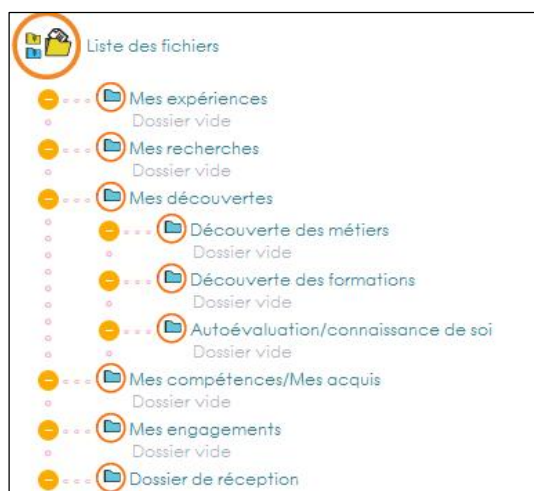 Liste des fichiers
Mes expériences
Dossier vide
Mes recherches
Dossier vide
Mes découvertes
Découverte des métiers
Dossier vide
Découverte des formations
Dossier vide
Autoévaluation/connaissance de soi
Dossier vide
Mes compétences/Mes acquis
Dossier vide
Mes engagements
Dossier vide
Dossier de réception